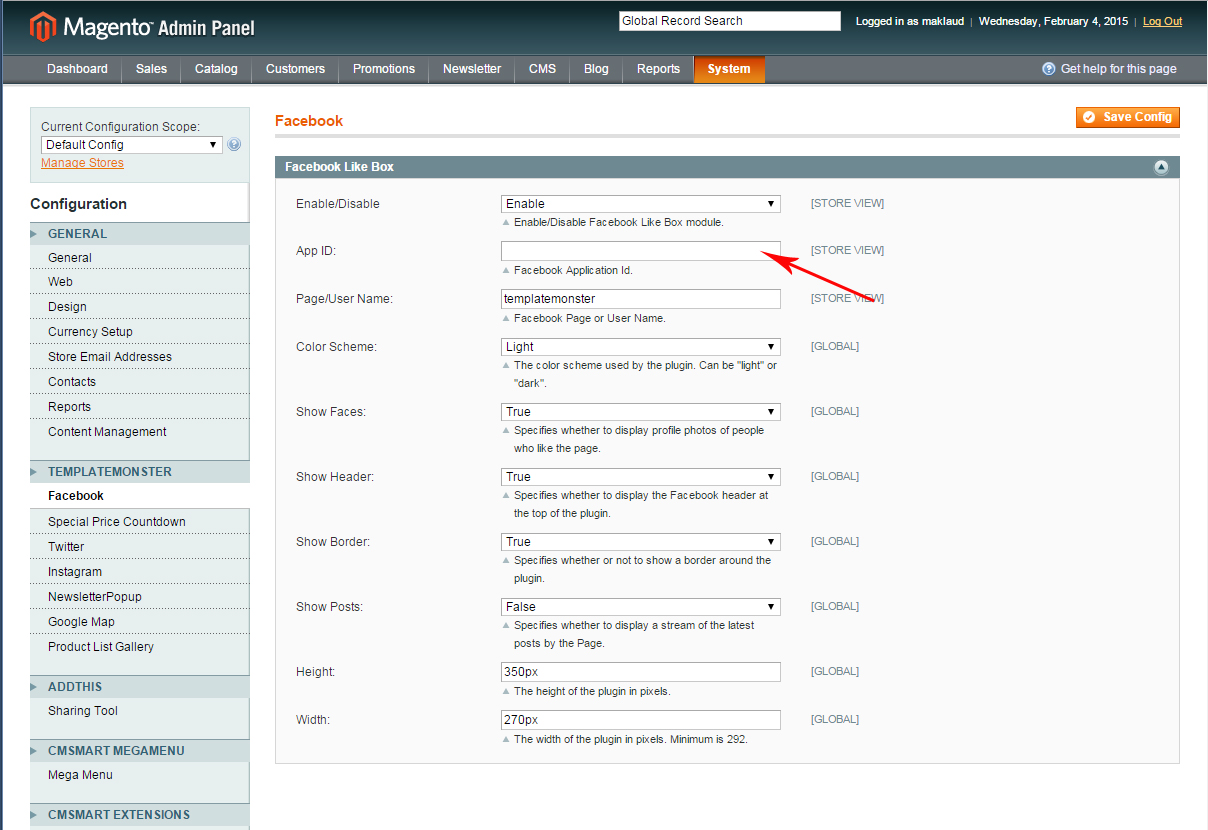 Magento™ Admin Panel
Global Record Search
Logged in as maklaud | Wednesday, February 4, 2015 | Log Out
Dashboard Sales Catalog Customers Promotions Newsletter CMS Blog Reports System
Get help for this page
Current Configuration Scope:
Default Config
Manage Stores
Configuration
GENERAL
General
Web
Design
Currency Setup
Store Email Addresses
Contacts
Reports
Content Management
TEMPLATEMONSTER
Facebook
Special Price Countdown
Twitter
Instagram
NewsletterPopup
Google Map
Product List Gallery
ADDTHIS
Sharing Tool
CMSMART MEGAMENU
Mega Menu
CMSMART EXTENSIONS
Facebook
Save Config
Facebook Like Box
Enable/Disable Enable [STORE VIEW]
Enable/Disable Facebook Like Box module.
App ID: [STORE VIEW]
Facebook Application Id.
Page/User Name: templatemonster [STORE VIEW]
Facebook Page or User Name.
Color Scheme: Light [GLOBAL]
The color scheme used by the plugin. Can be "light" or
"dark".
Show Faces: True [GLOBAL]
Specifies whether to display profile photos of people
who like the page.
Show Header: True [GLOBAL]
Specifies whether to display the Facebook header at
the top of the plugin.
Show Border: True [GLOBAL]
Specifies whether or not to show a border around the
plugin.
Show Posts: False [GLOBAL]
Specifies whether to display a stream of the latest
posts by the Page.
Height: 350px [GLOBAL]
The height of the plugin in pixels.
Width: 270px [GLOBAL]
The width of the plugin in pixels. Minimum is 292.